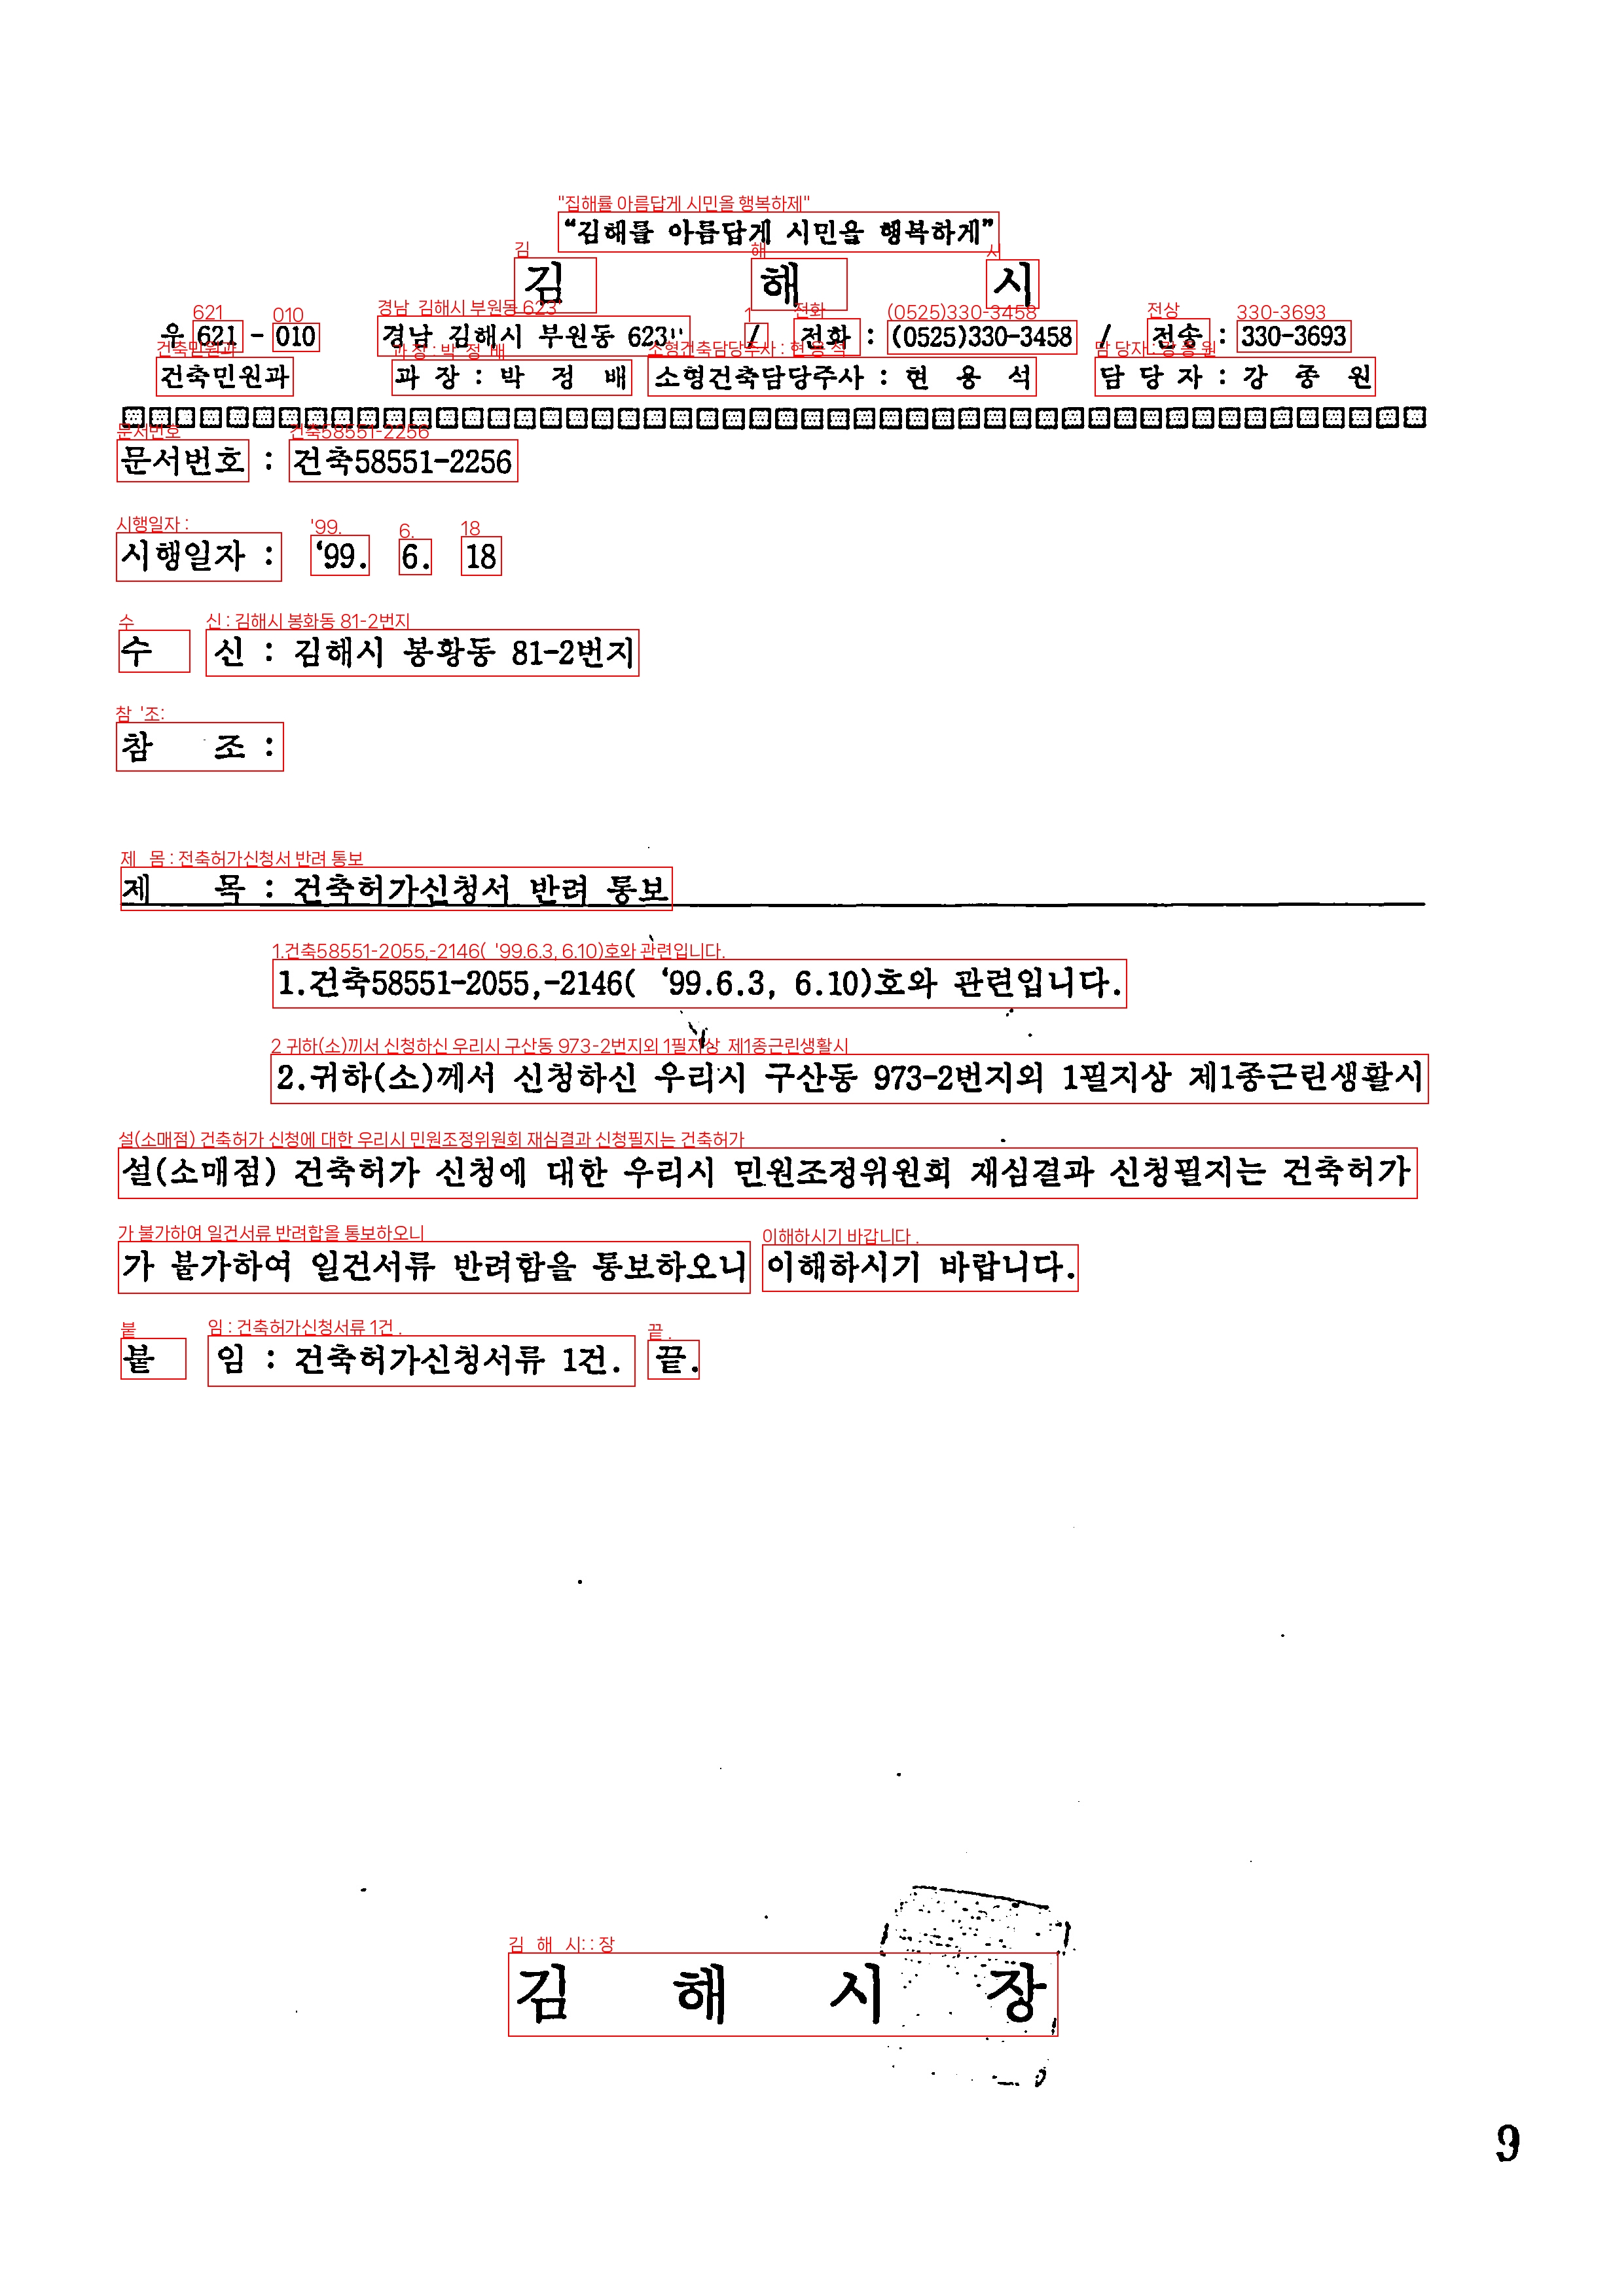 “김해를 아름답게 시민을 행복하게”
김 해 시
우 621 - 010 경남 김해시 부원동 623 / 전화 : (0525)330-3458 / 전송 : 330-3693
건축민원과 과 장 : 박 정 배 소형건축담당주사 : 현 용 석 담 당 자 : 강 종 원
문서번호 : 건축58551-2256
시행일자 : ‘99. 6. 18
수 신 : 김해시 봉황동 81-2번지
참 조 :
제 목 : 건축허가신청서 반려 통보
1.건축58551-2055,-2146( ‘99.6.3, 6.10)호와 관련입니다.
2.귀하(소)께서 신청하신 우리시 구산동 973-2번지외 1필지상 제1종근린생활시
설(소매점) 건축허가 신청에 대한 우리시 민원조정위원회 재심결과 신청필지는 건축허가
가 불가하여 일건서류 반려함을 통보하오니 이해하시기 바랍니다.
붙 임 : 건축허가신청서류 1건. 끝.
김 해 시 장
9